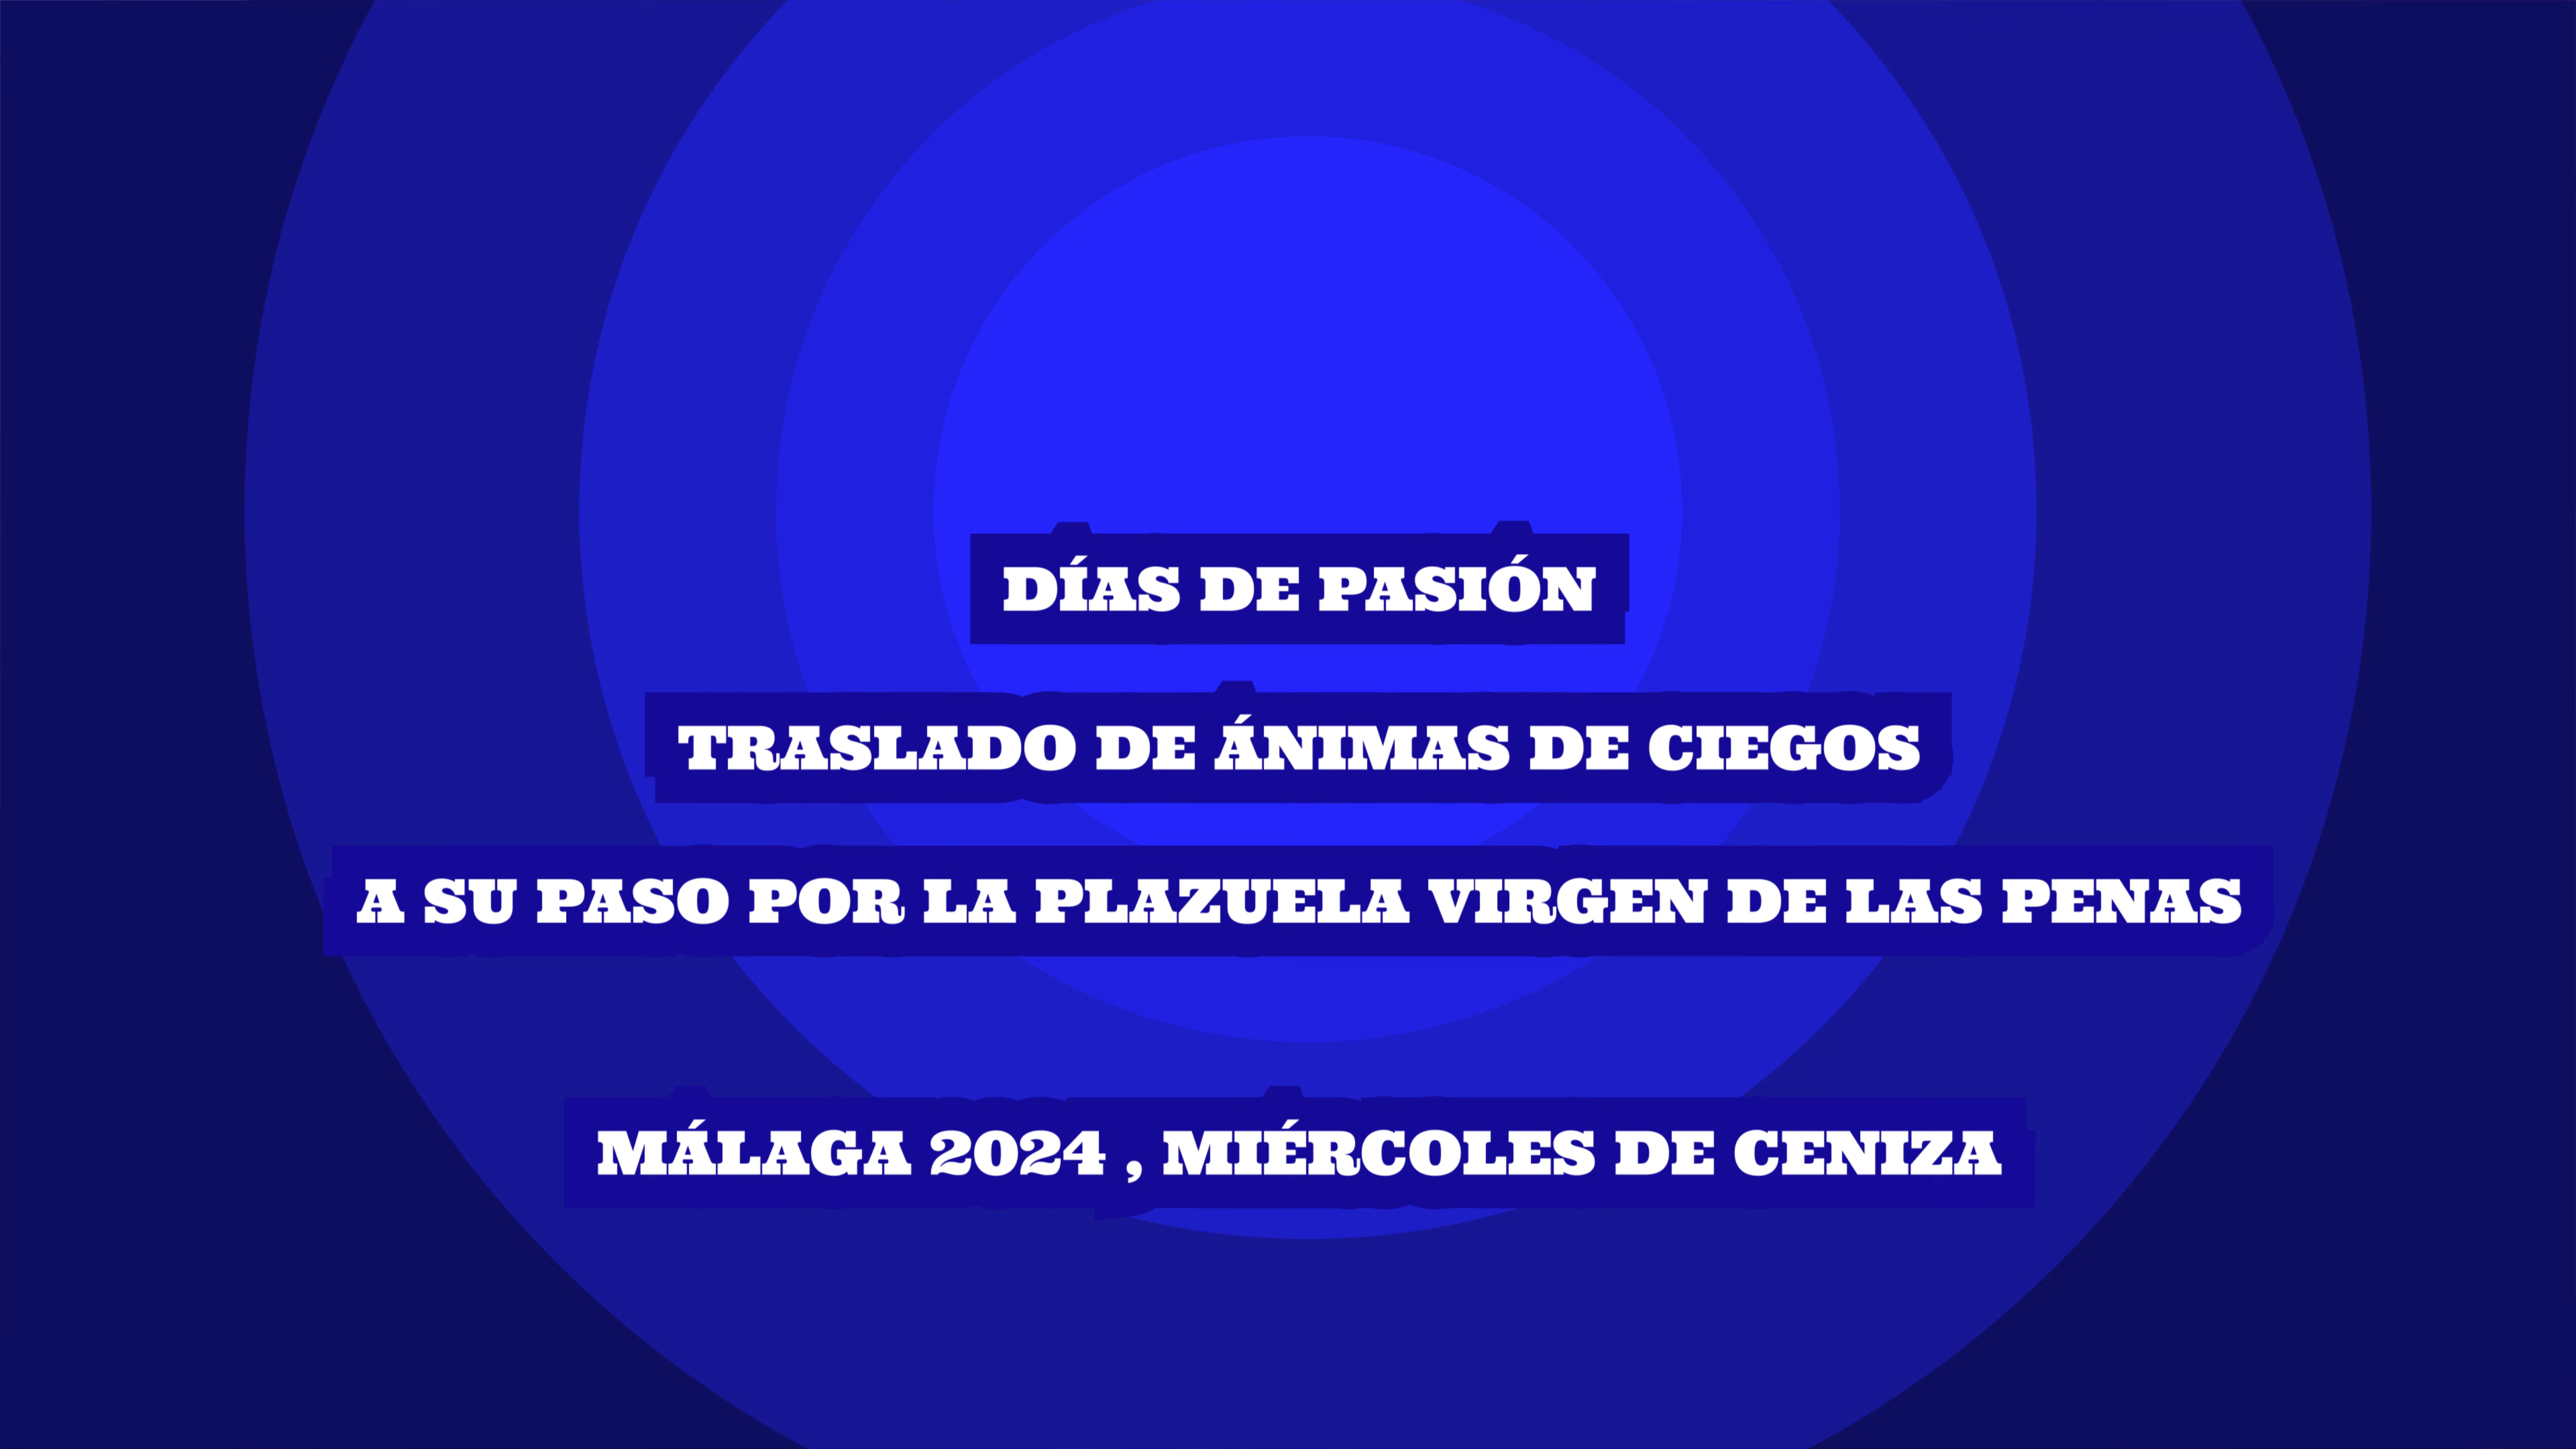 DÍAS DE PASIÓN
TRASLADO DE ÁNIMAS DE CIEGOS
A SU PASO POR LA PLAZUELA VIRGEN DE LAS PENAS
MÁLAGA 2024 , MIÉRCOLES DE CENIZA